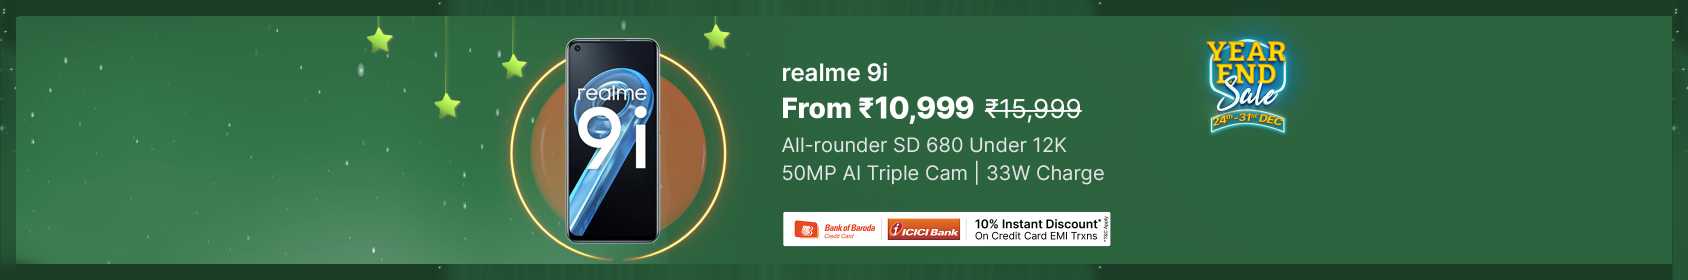 realme
9i
realme 9i
From ₹10,999 ₹15,999
All-rounder SD 680 Under 12K
50MP AI Triple Cam | 33W Charge
Bank of Baroda
Credit Card
ICICI Bank
10% Instant Discount*
On Credit Card EMI Trxns
*T&C Apply
YEAR
END
Sale
24th-31st DEC